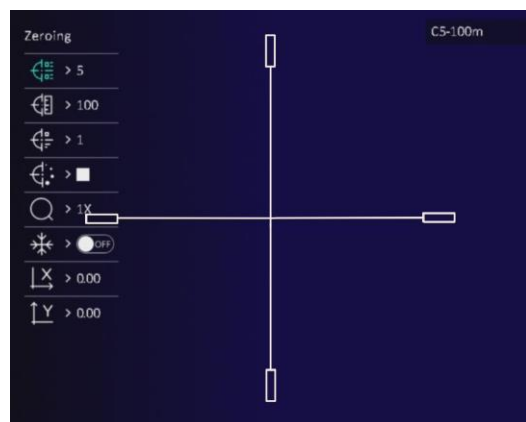 Zeroing
C5-100m
> 5
> 100
> 1
>
> 1X
> OFF
X > 0.00
Y > 0.00